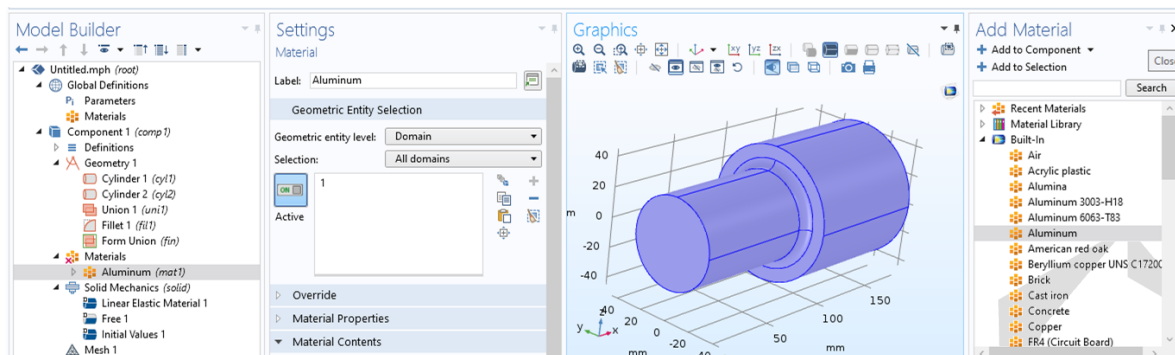 Model Builder
Untitled.mph (root)
Global Definitions
Pi Parameters
Materials
Component 1 (comp1)
Definitions
Geometry 1
Cylinder 1 (cyl1)
Cylinder 2 (cyl2)
Union 1 (uni1)
Fillet 1 (fil1)
Form Union (fin)
Materials
Aluminum (mat1)
Solid Mechanics (solid)
Linear Elastic Material 1
Free 1
Initial Values 1
Mesh 1
Settings
Material
Label: Aluminum
Geometric Entity Selection
Geometric entity level: Domain
Selection: All domains
ON
1
Active
Override
Material Properties
Material Contents
Graphics
xy yz zx
40
20
m 0
-20
-40
40
20
0
-20
mm
150
100
50
mm
z
y x
Add Material
Add to Component
Add to Selection
Close
Search
Recent Materials
Material Library
Built-In
Air
Acrylic plastic
Alumina
Aluminum 3003-H18
Aluminum 6063-T83
Aluminum
American red oak
Beryllium copper UNS C17200
Brick
Cast iron
Concrete
Copper
FR4 (Circuit Board)